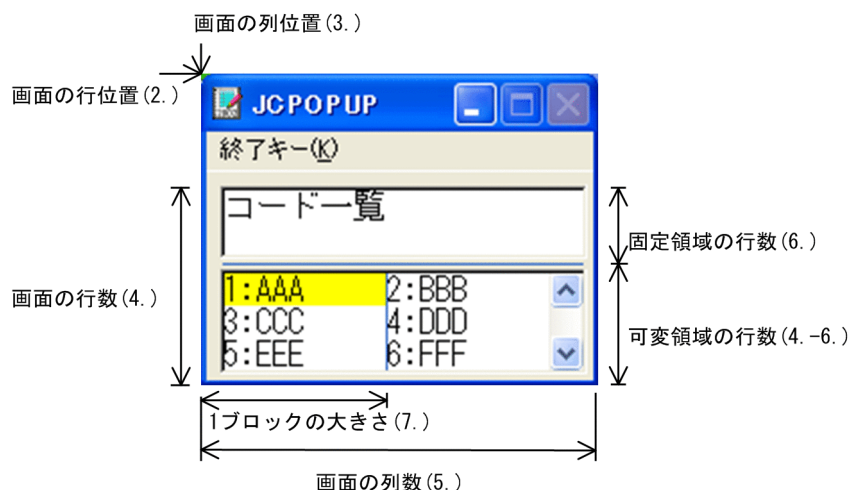 画面の列位置(3.)
画面の行位置(2.)
JCPOPUP
終了キー(K)
コード一覧
固定領域の行数(6.)
画面の行数(4.)
1:AAA 2:BBB
3:CCC 4:DDD
5:EEE 6:FFF
可変領域の行数(4.-6.)
1ブロックの大きさ(7.)
画面の列数(5.)